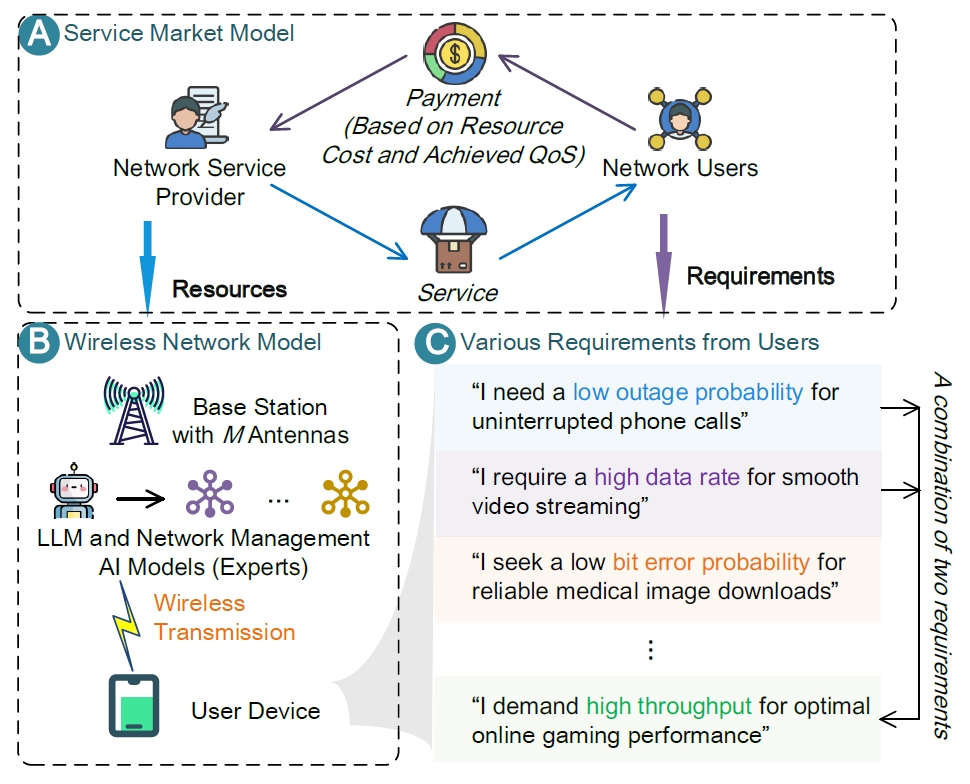 A Service Market Model
Payment
(Based on Resource
Cost and Achieved QoS)
Network Service
Provider
Network Users
Service
Resources
Requirements
B Wireless Network Model
Base Station
with M Antennas
...
LLM and Network Management
AI Models (Experts)
Wireless
Transmission
User Device
C Various Requirements from Users
“I need a low outage probability for
uninterrupted phone calls”
“I require a high data rate for smooth
video streaming”
“I seek a low bit error probability for
reliable medical image downloads”
⋮
“I demand high throughput for optimal
online gaming performance”
A combination of two requirements